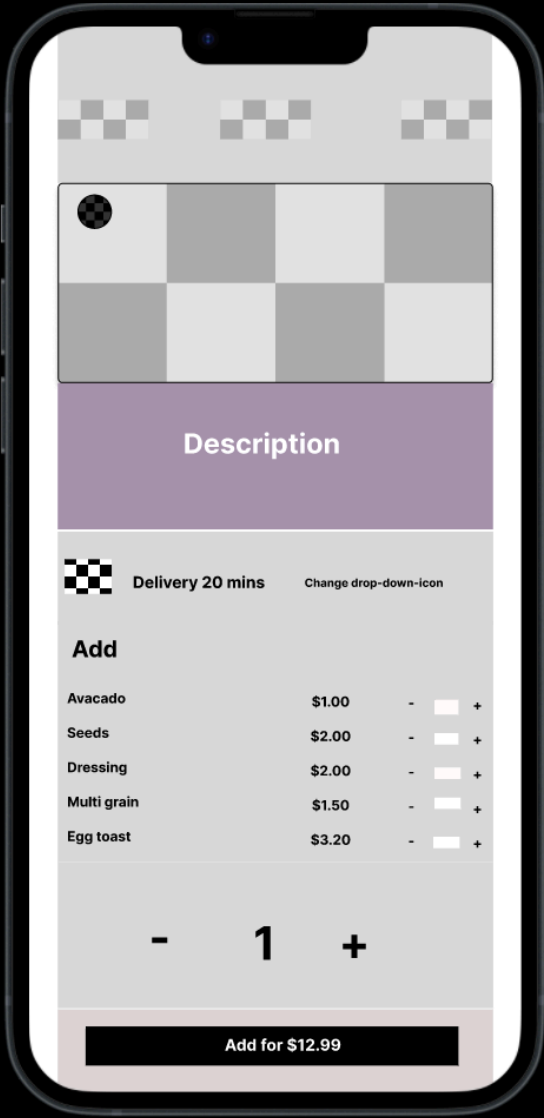 Description
Delivery 20 mins Change drop-down-icon
Add
Avacado $1.00 - +
Seeds $2.00 - +
Dressing $2.00 - +
Multi grain $1.50 - +
Egg toast $3.20 - +
- 1 +
Add for $12.99